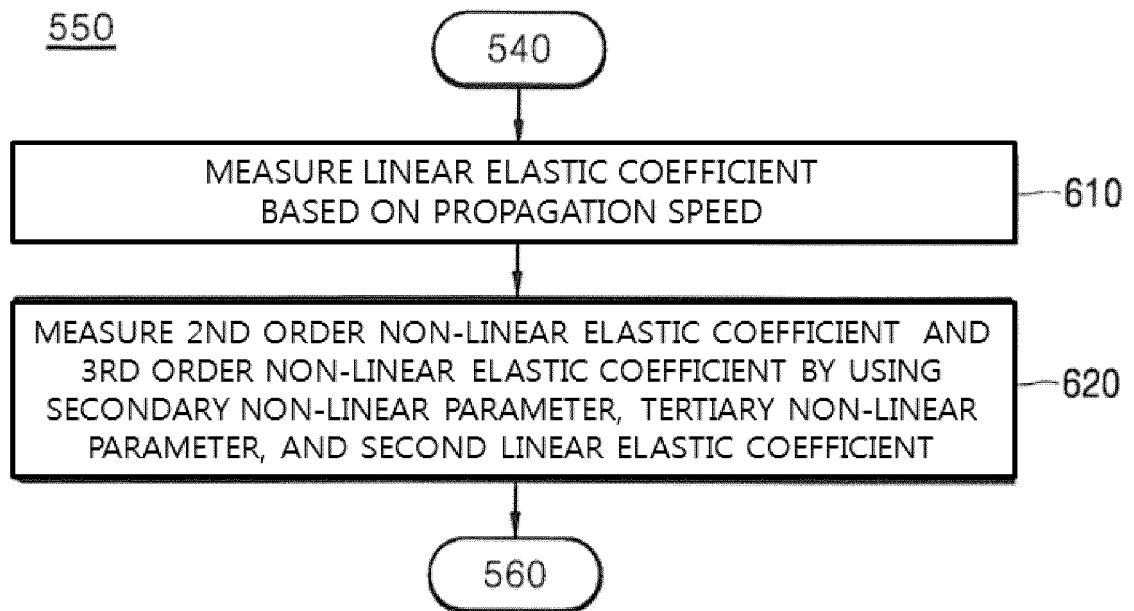 550
540
MEASURE LINEAR ELASTIC COEFFICIENT
BASED ON PROPAGATION SPEED
610
MEASURE 2ND ORDER NON-LINEAR ELASTIC COEFFICIENT AND
3RD ORDER NON-LINEAR ELASTIC COEFFICIENT BY USING
SECONDARY NON-LINEAR PARAMETER, TERTIARY NON-LINEAR
PARAMETER, AND SECOND LINEAR ELASTIC COEFFICIENT
620
560